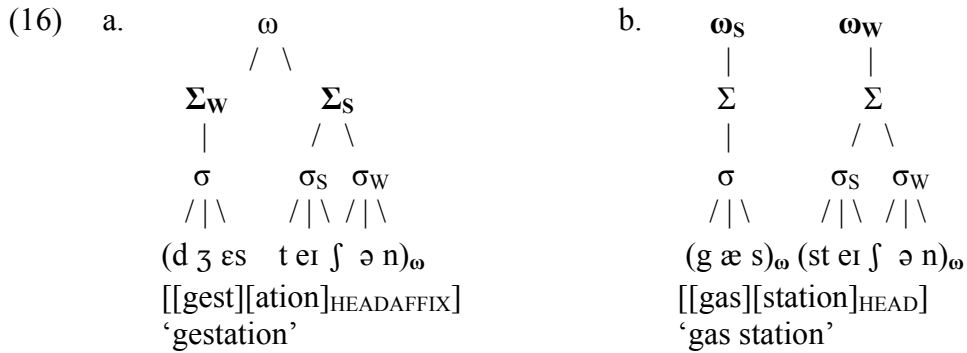 (16) a. ω b. ωS ωW
/ \ | |
ΣW ΣS Σ Σ
| / \ | / \
σ σS σW σ σS σW
/|\ /|\ /|\ /|\ /|\ /|\
(d ʒ ɛs t eɪ ʃ ə n)ω (g æ s)ω (st eɪ ʃ ə n)ω
[[gest][ation]HEADAFFIX] [[gas][station]HEAD]
‘gestation’ ‘gas station’